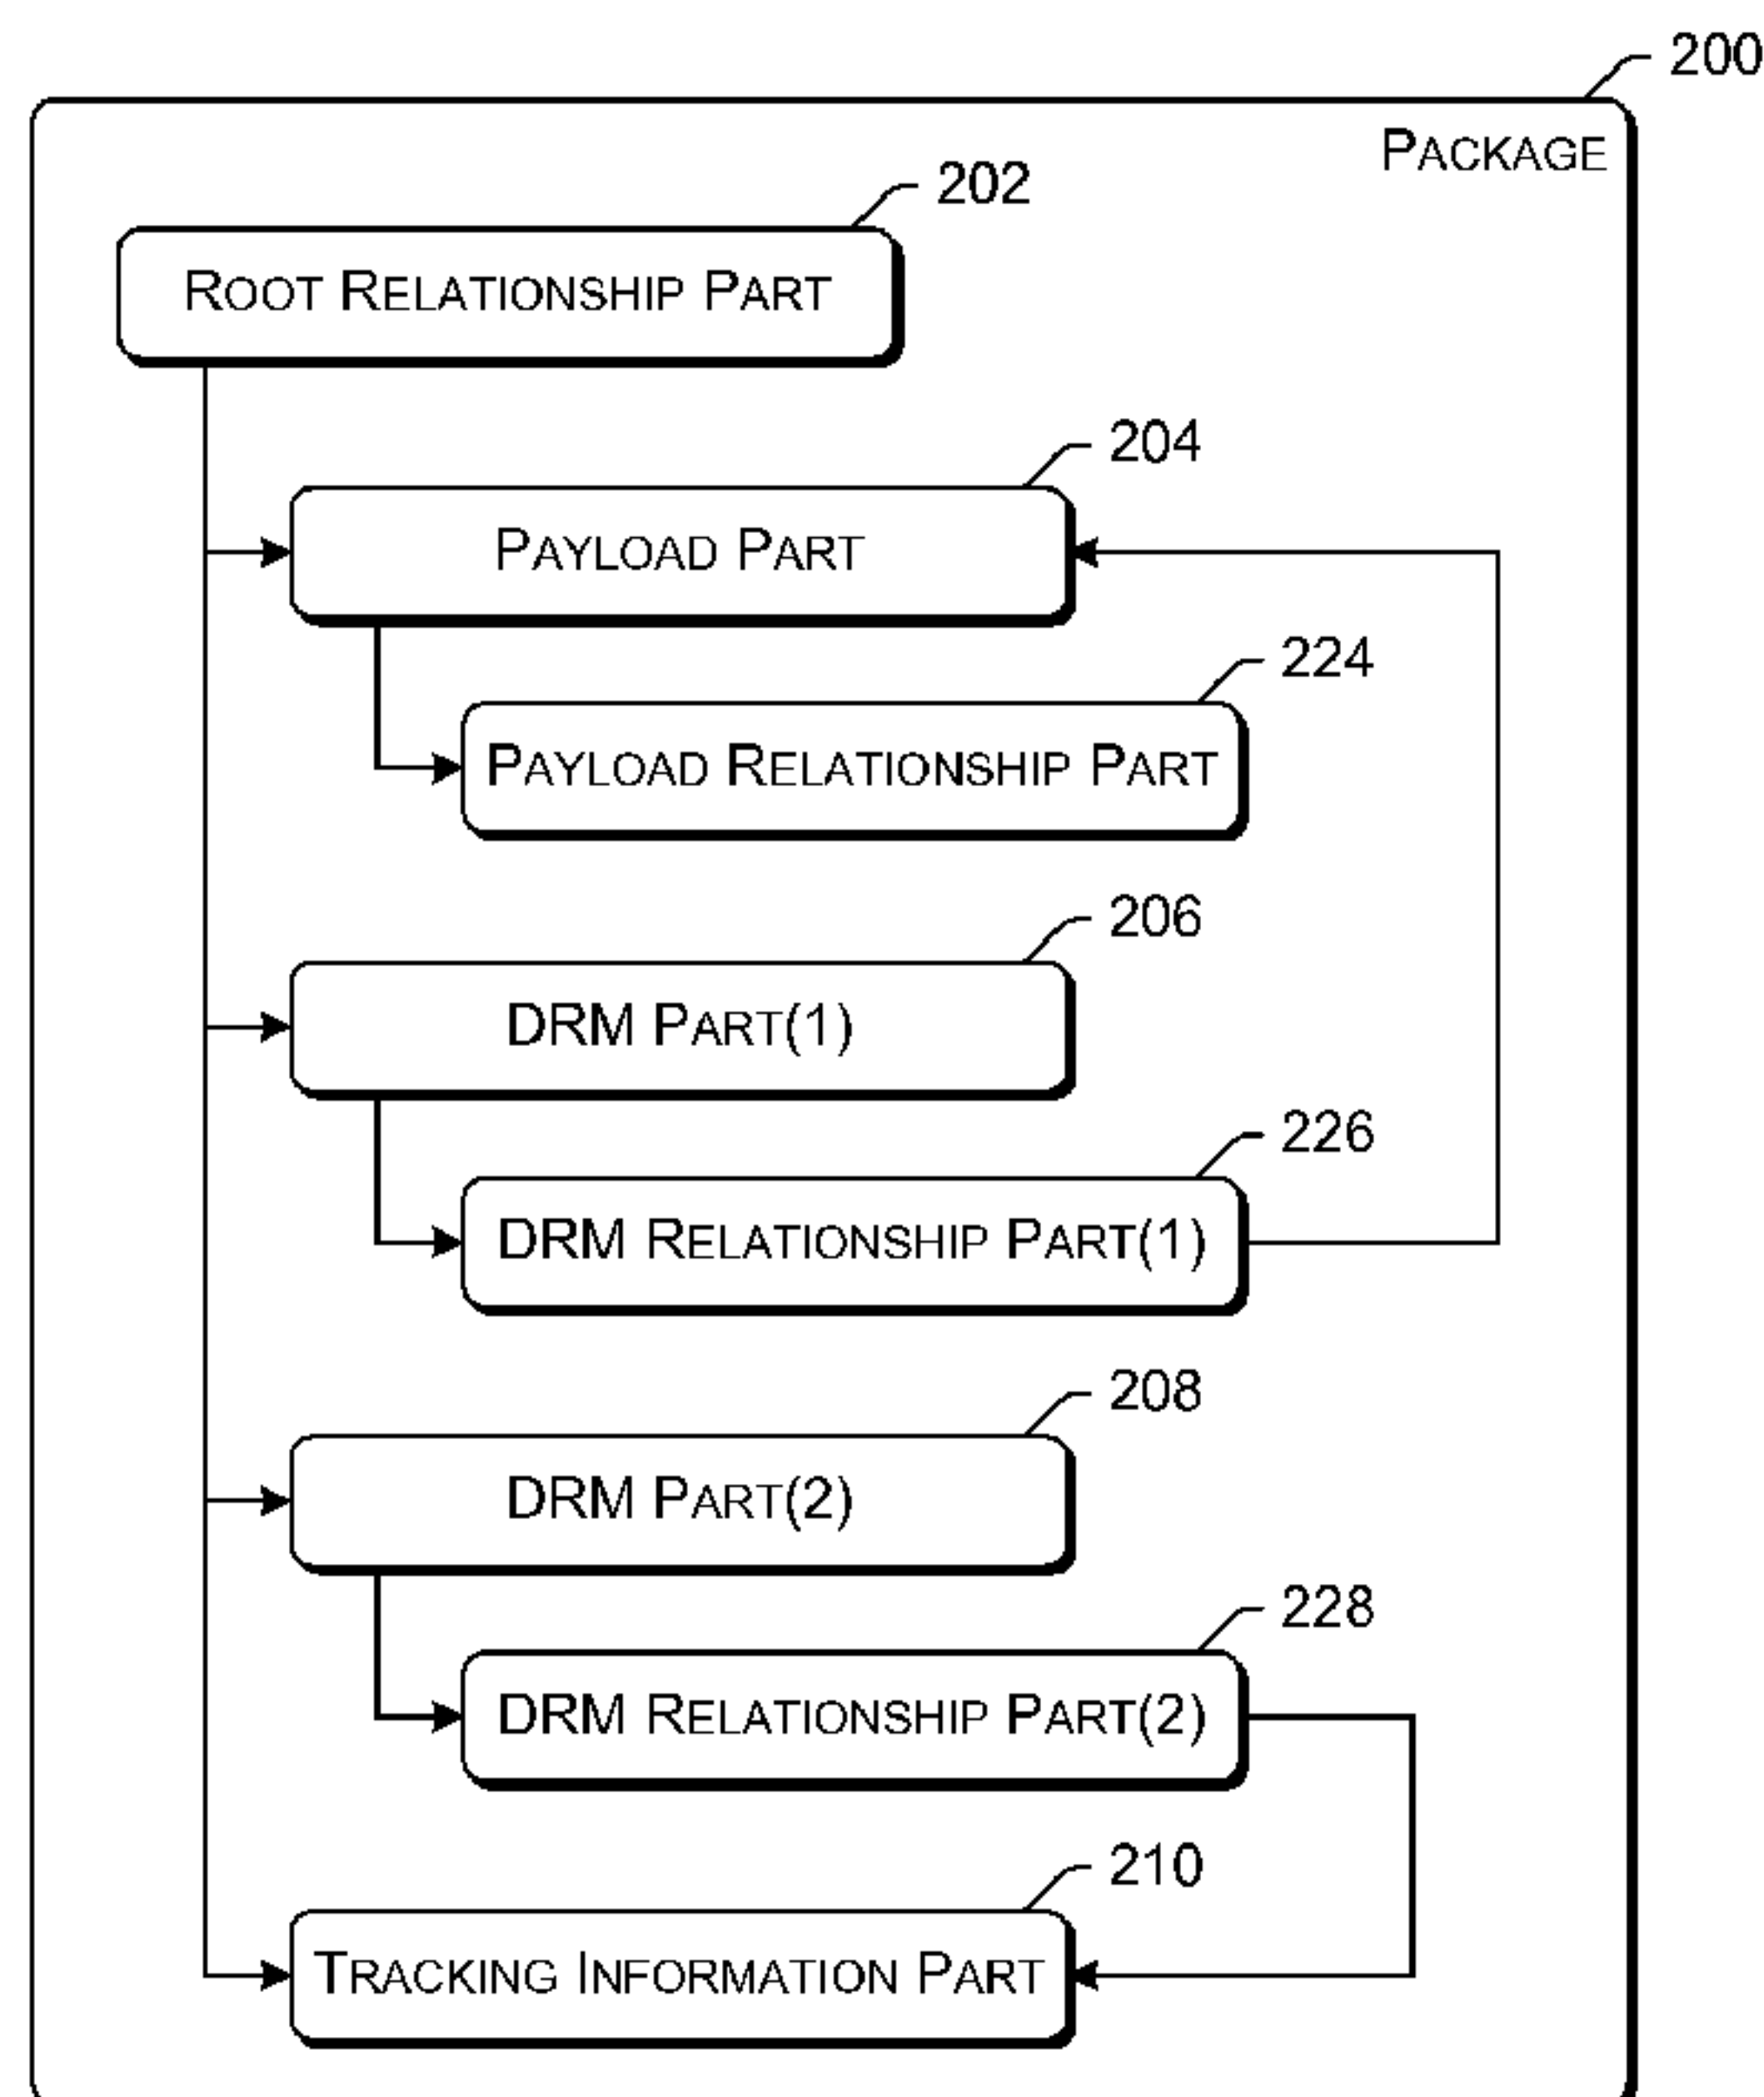 200
PACKAGE
202
ROOT RELATIONSHIP PART
204
PAYLOAD PART
224
PAYLOAD RELATIONSHIP PART
206
DRM PART(1)
226
DRM RELATIONSHIP PART(1)
208
DRM PART(2)
228
DRM RELATIONSHIP PART(2)
210
TRACKING INFORMATION PART